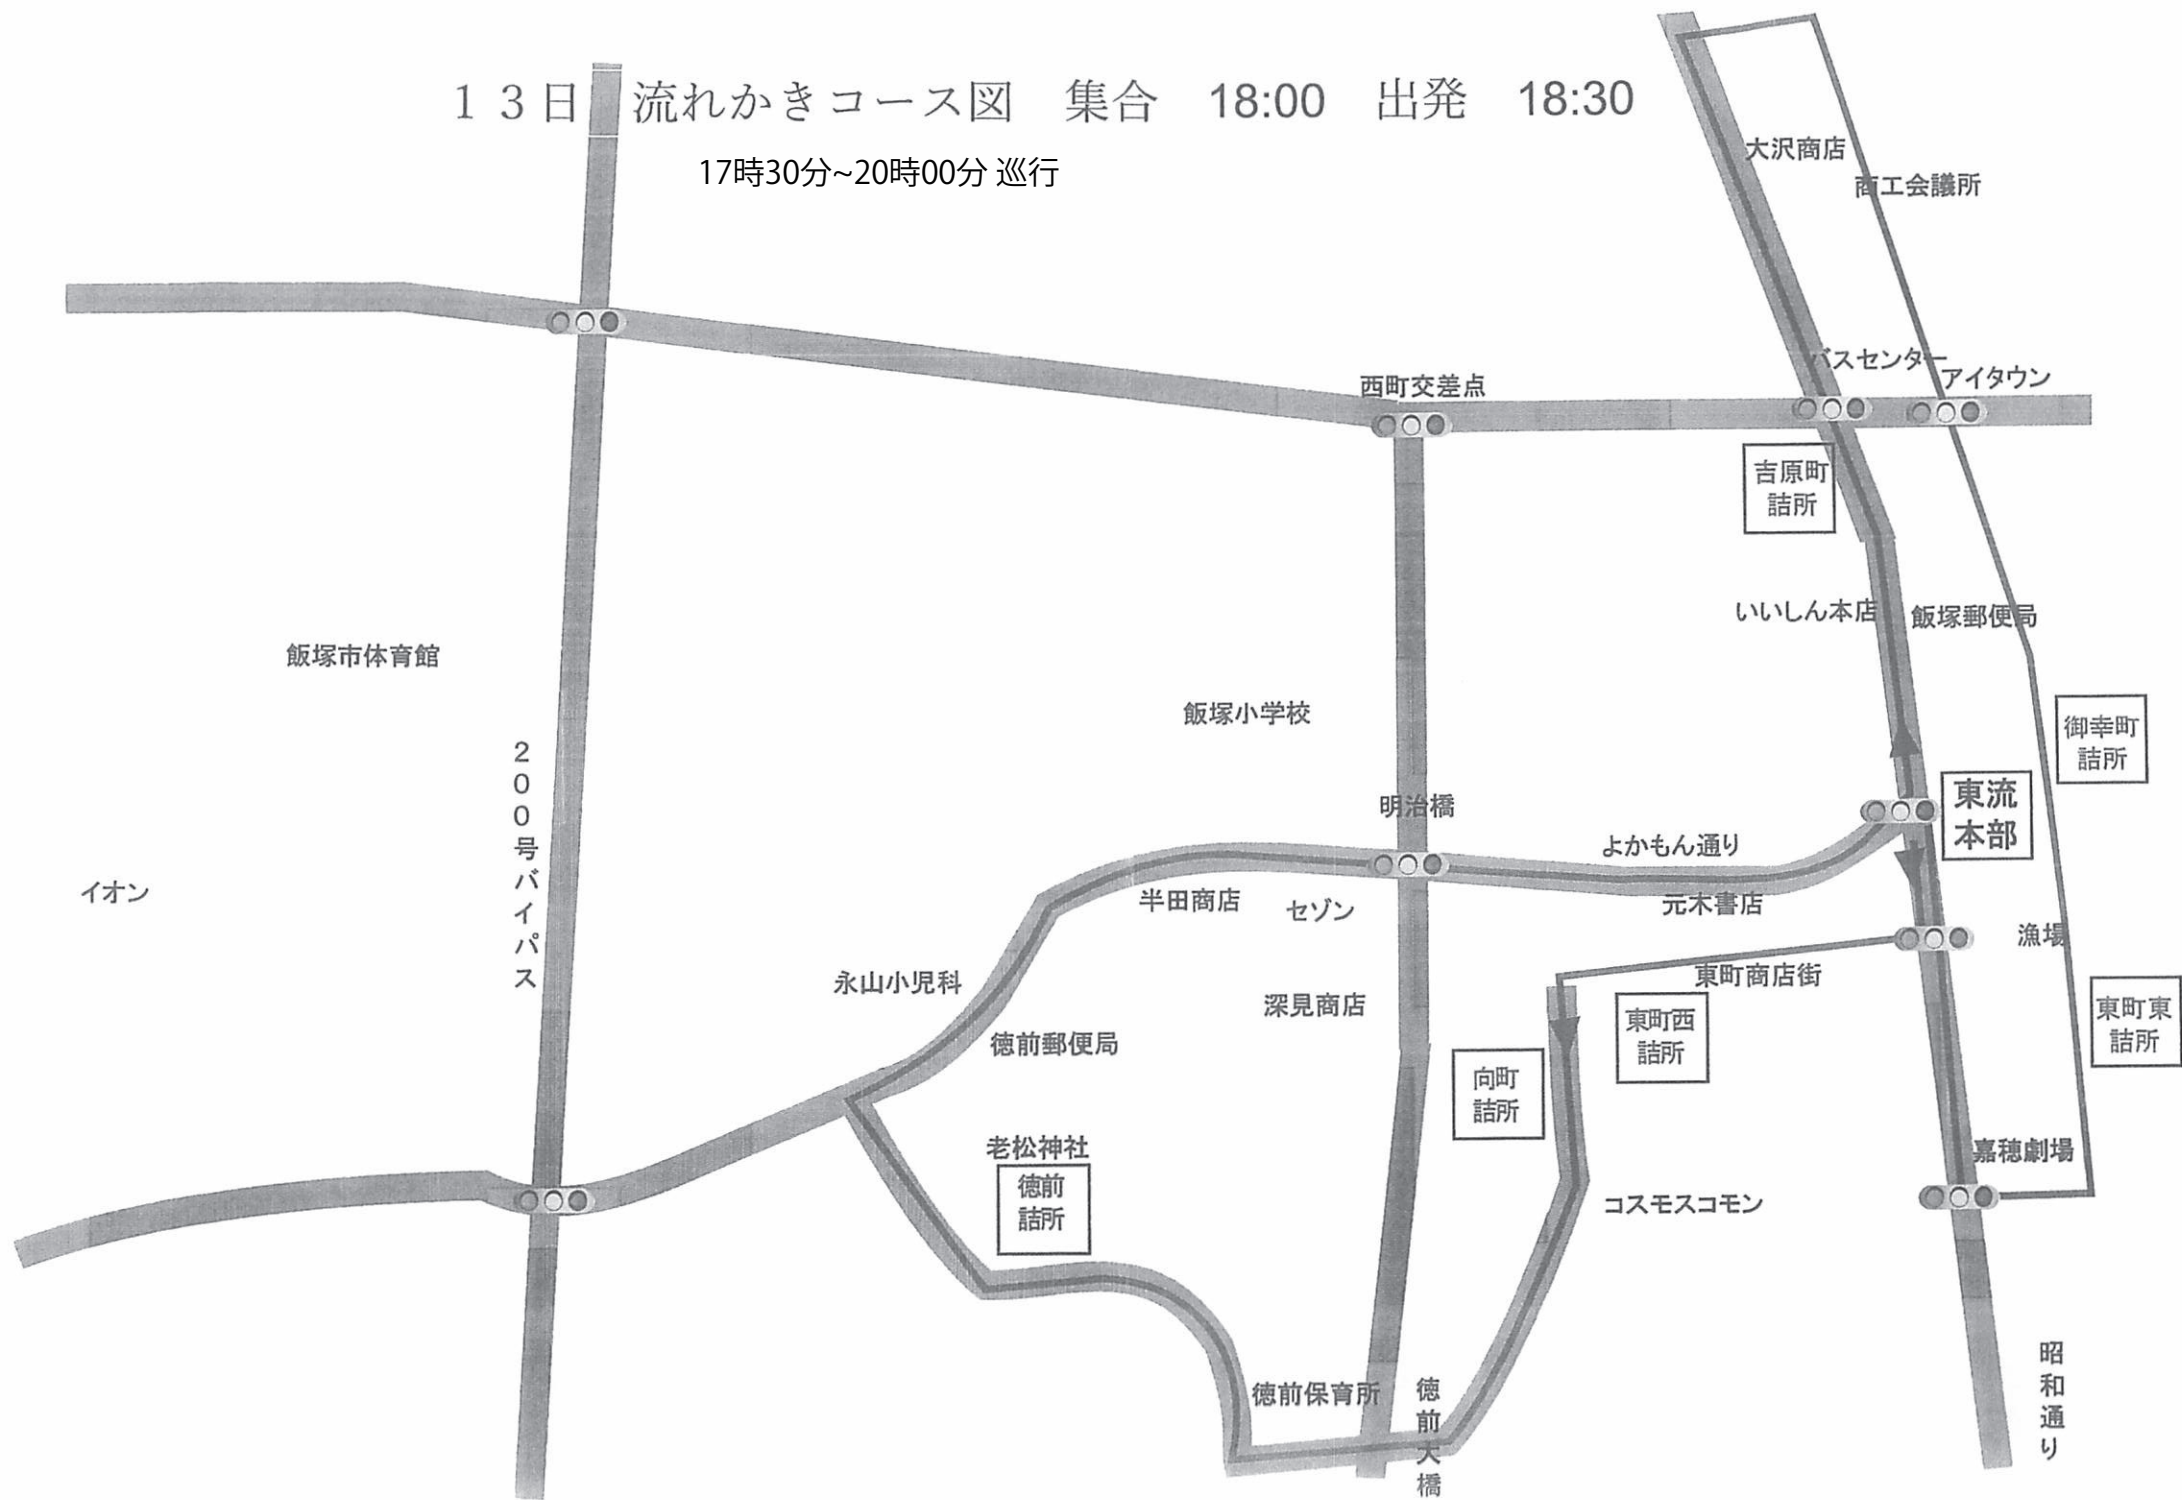 １３日　流れかきコース図　集合　18:00　出発　18:30
17時30分~20時00分 巡行
大沢商店
商工会議所
バスセンター
アイタウン
西町交差点
吉原町
詰所
いいしん本店
飯塚郵便局
飯塚市体育館
飯塚小学校
御幸町
詰所
200号バイパス
明治橋
東流
本部
よかもん通り
イオン
半田商店
セゾン
元木書店
漁場
永山小児科
東町商店街
深見商店
東町西
詰所
東町東
詰所
徳前郵便局
向町
詰所
老松神社
徳前
詰所
嘉穂劇場
コスモスコモン
徳前保育所
徳前大橋
昭和通り